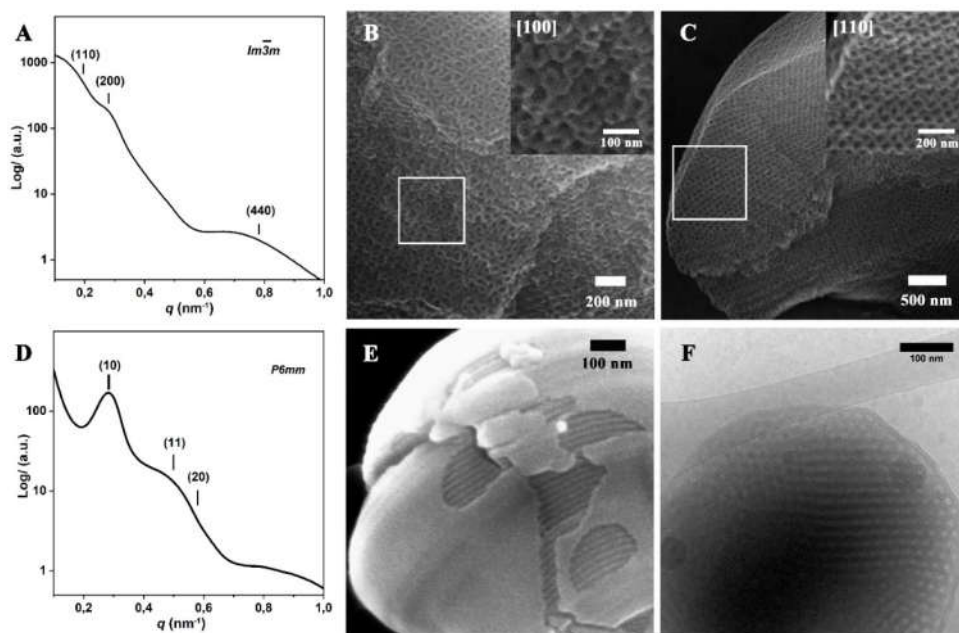 A
Im3̅m
(110)
(200)
(440)
Log I (a.u.)
1000
100
10
1
0,2 0,4 0,6 0,8 1,0
q (nm⁻¹)
B
[100]
100 nm
200 nm
C
[110]
200 nm
500 nm
D
P6mm
(10)
(11)
(20)
Log I (a.u.)
100
10
1
0,2 0,4 0,6 0,8 1,0
q (nm⁻¹)
E
100 nm
F
100 nm